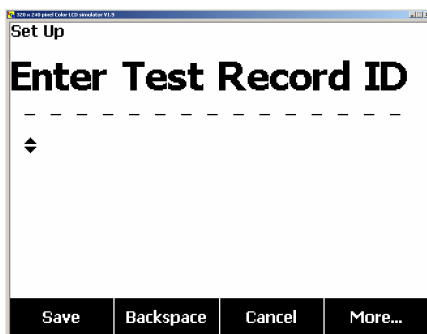 320 x 240 pixel Color LCD simulator V1.9
Set Up
Enter Test Record ID
_ _ _ _ _ _ _ _ _ _ _ _ _ _ _
Save Backspace Cancel More...